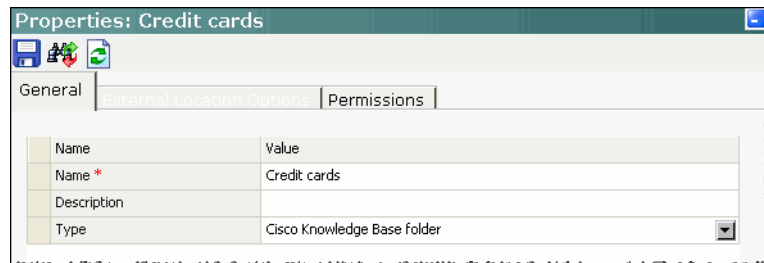 Properties: Credit cards
General External Location Options Permissions
Name Value
Name * Credit cards
Description
Type Cisco Knowledge Base folder